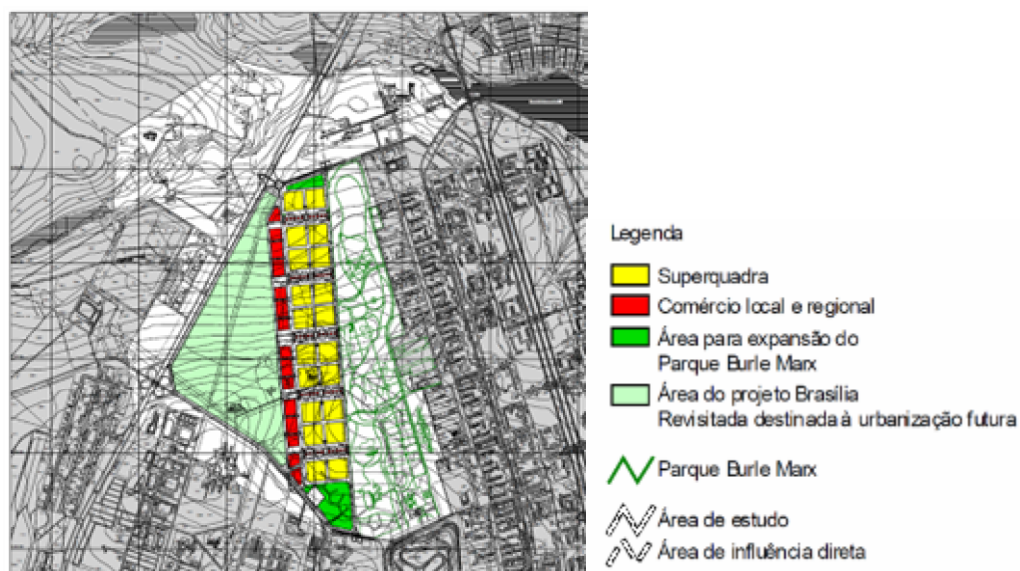 Legenda
Superquadra
Comércio local e regional
Área para expansão do
Parque Burle Marx
Área do projeto Brasília
Revisitada destinada à urbanização futura
Parque Burle Marx
Área de estudo
Área de influência direta